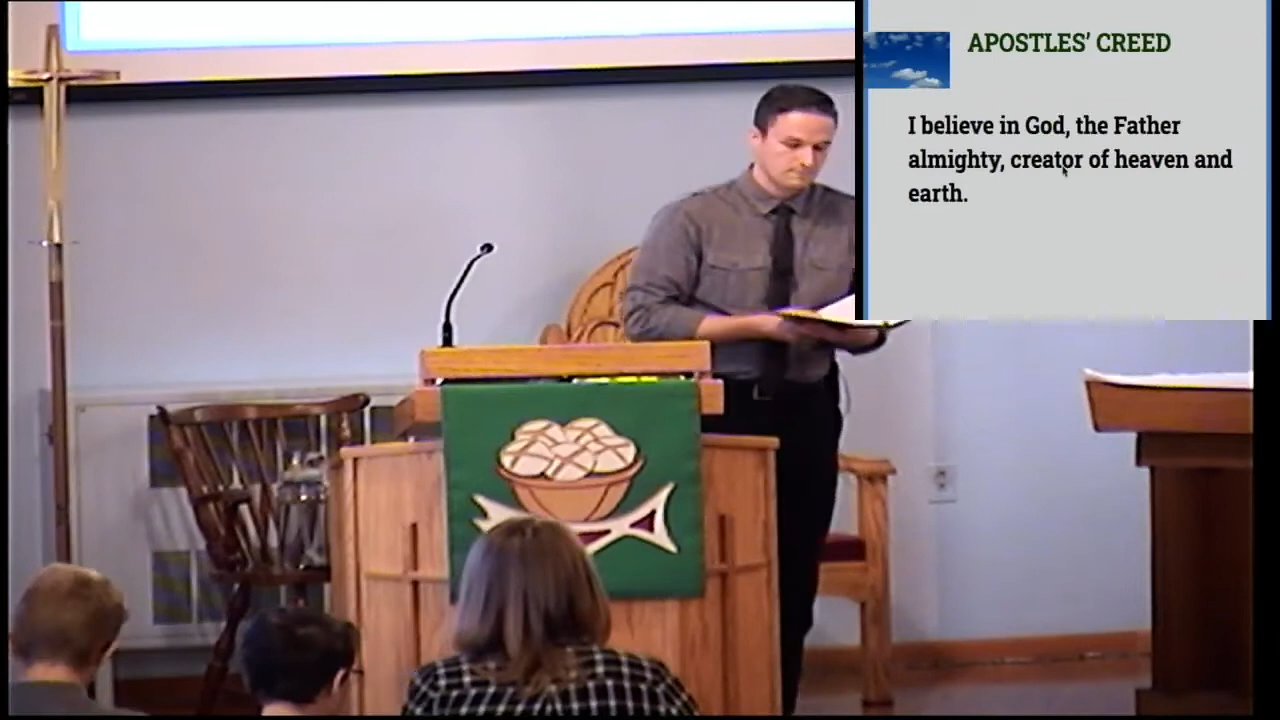 APOSTLES’ CREED
I believe in God, the Father
almighty, creator of heaven and
earth.